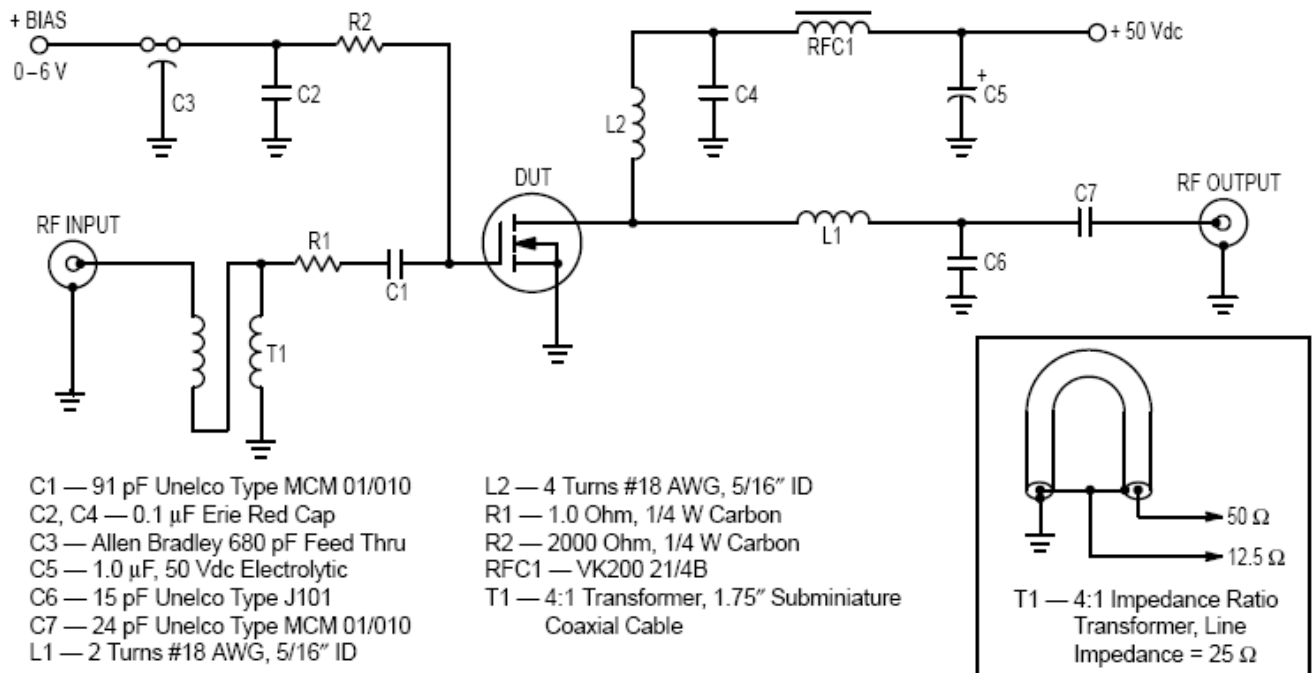 + BIAS
0–6 V
C3
C2
R2
L2
C4
RFC1
+
C5
+ 50 Vdc
RF INPUT
R1
C1
T1
DUT
L1
C6
C7
RF OUTPUT
C1 — 91 pF Unelco Type MCM 01/010
C2, C4 — 0.1 μF Erie Red Cap
C3 — Allen Bradley 680 pF Feed Thru
C5 — 1.0 μF, 50 Vdc Electrolytic
C6 — 15 pF Unelco Type J101
C7 — 24 pF Unelco Type MCM 01/010
L1 — 2 Turns #18 AWG, 5/16″ ID
L2 — 4 Turns #18 AWG, 5/16″ ID
R1 — 1.0 Ohm, 1/4 W Carbon
R2 — 2000 Ohm, 1/4 W Carbon
RFC1 — VK200 21/4B
T1 — 4:1 Transformer, 1.75″ Subminiature
Coaxial Cable
50 Ω
12.5 Ω
T1 — 4:1 Impedance Ratio
Transformer, Line
Impedance = 25 Ω